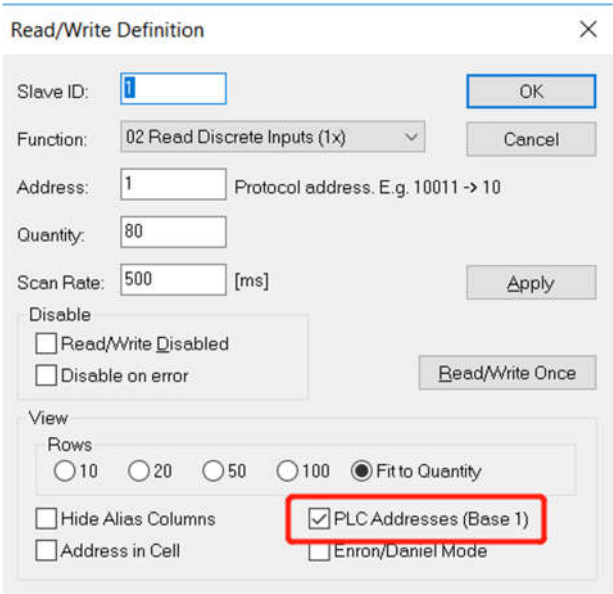 Read/Write Definition
Slave ID: 1 OK
Function: 02 Read Discrete Inputs (1x) Cancel
Address: 1 Protocol address. E.g. 10011 -> 10
Quantity: 80
Scan Rate: 500 [ms] Apply
Disable
Read/Write Disabled
Disable on error
Read/Write Once
View
Rows
10 20 50 100 Fit to Quantity
Hide Alias Columns PLC Addresses (Base 1)
Address in Cell Enron/Daniel Mode